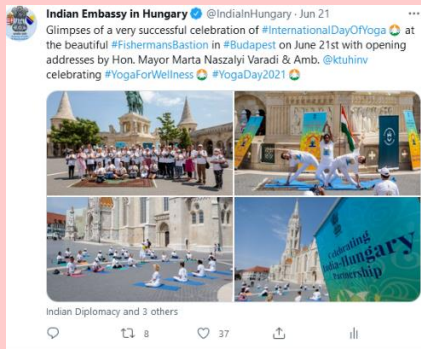 Indian Embassy in Hungary @IndiaInHungary · Jun 21
Glimpses of a very successful celebration of #InternationalDayOfYoga at
the beautiful #FishermansBastion in #Budapest on June 21st with opening
addresses by Hon. Mayor Marta Naszalyi Varadi & Amb. @ktuhinv
celebrating #YogaForWellness #YogaDay2021
Celebrating
India-Hungary
Partnership
Indian Diplomacy and 3 others
8 37